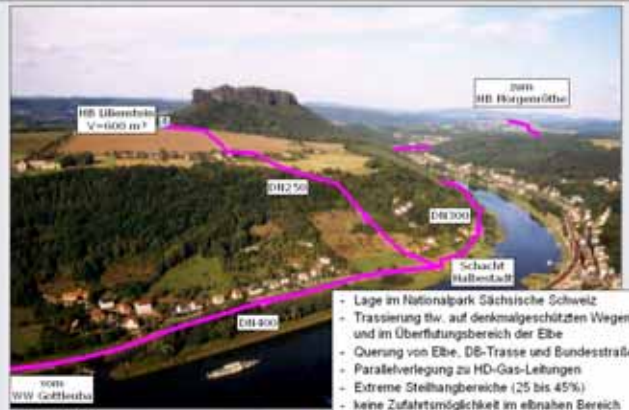 zum
HB Morgenröthe
HB Lilienstein
V=600 m³
DN250
DN300
Schacht
Halbestadt
DN400
vom
WW Gottleuba
- Lage im Nationalpark Sächsische Schweiz
- Trassierung tlw. auf denkmalgeschützten Wegen
und im Überflutungsbereich der Elbe
- Querung von Elbe, DB-Trasse und Bundesstraße
- Parallelverlegung zu HD-Gas-Leitungen
- Extreme Steilhangbereiche (25 bis 45%)
- keine Zufahrtsmöglichkeit im elbnahen Bereich